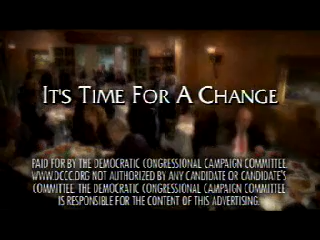 IT'S TIME FOR A CHANGE
PAID FOR BY THE DEMOCRATIC CONGRESSIONAL CAMPAIGN COMMITTEE
WWW.DCCC.ORG NOT AUTHORIZED BY ANY CANDIDATE OR CANDIDATE'S
COMMITTEE. THE DEMOCRATIC CONGRESSIONAL CAMPAIGN COMMITTEE
IS RESPONSIBLE FOR THE CONTENT OF THIS ADVERTISING.